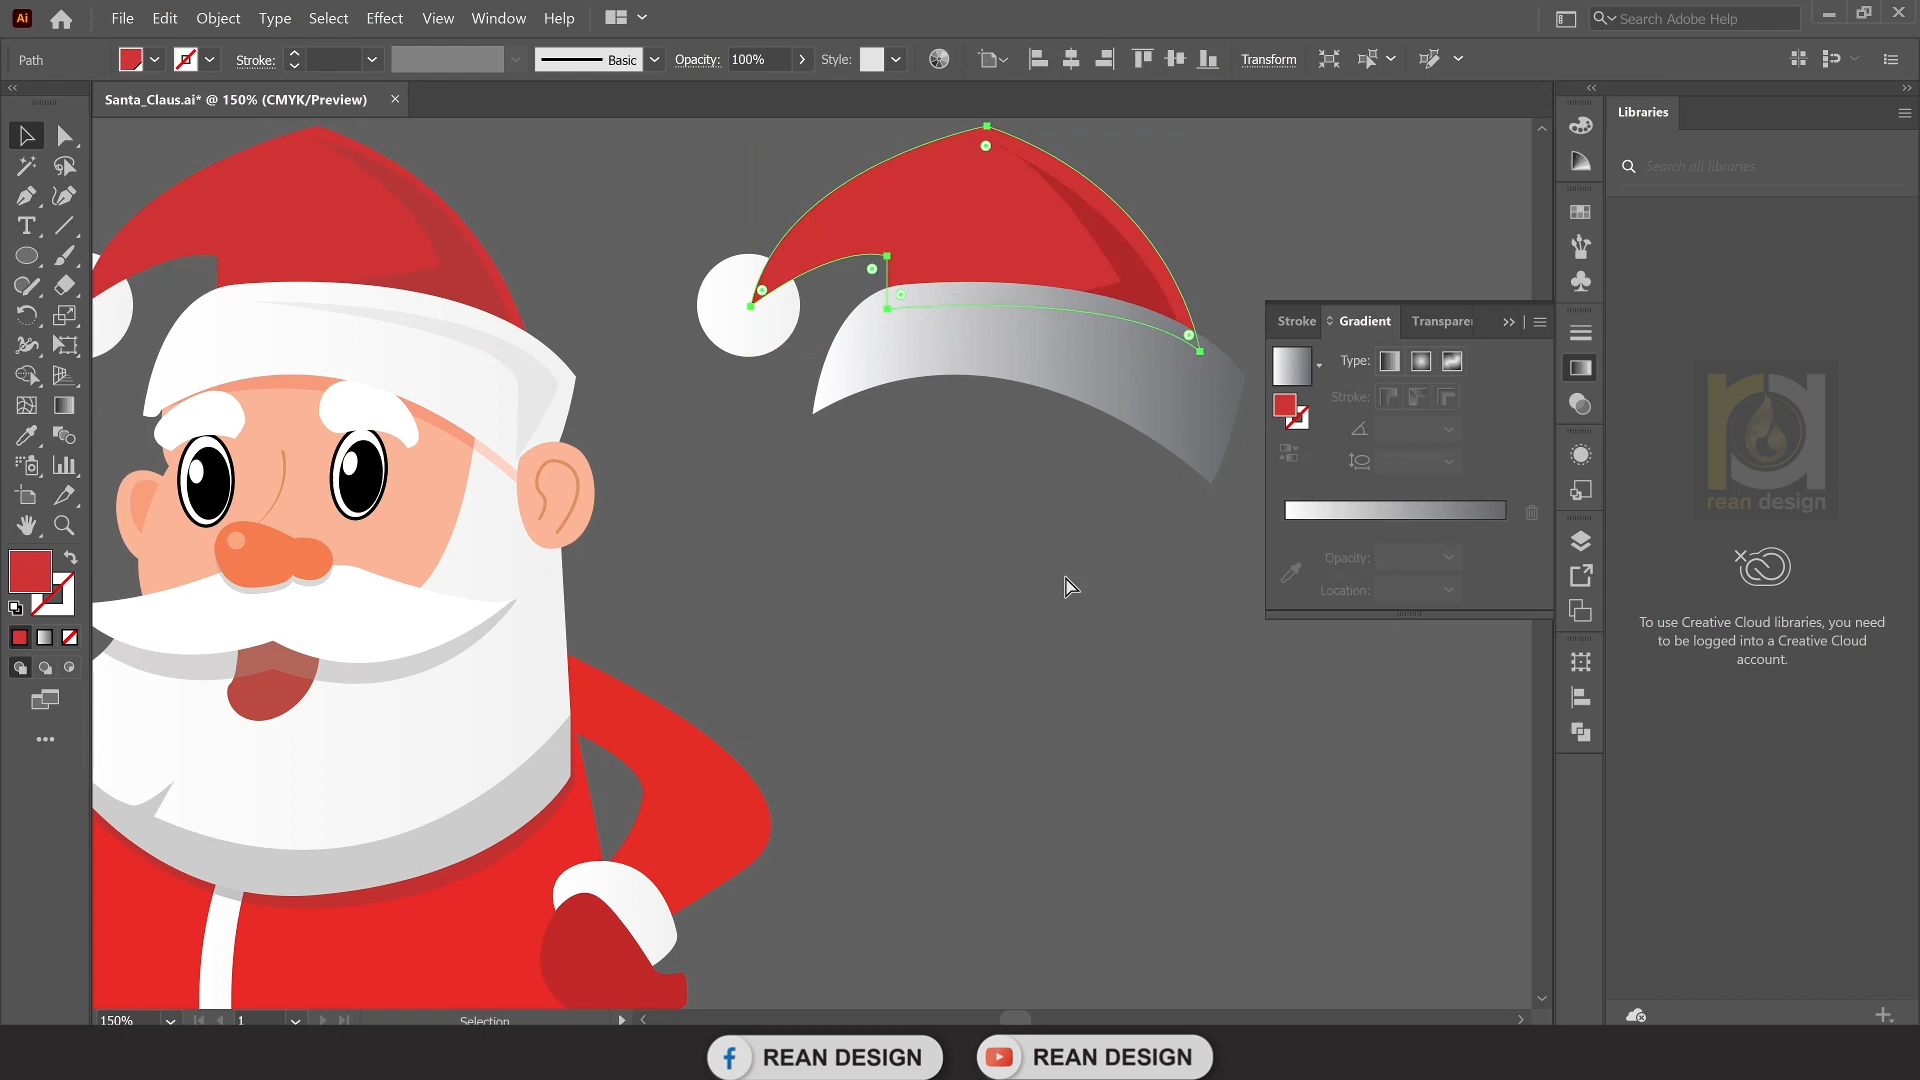 Ai
File Edit Object Type Select Effect View Window Help
Search Adobe Help
Path
Stroke:
Basic
Opacity: 100%
Style:
Transform
Santa_Claus.ai* @ 150% (CMYK/Preview)
Libraries
Search all libraries
Stroke Gradient Transparen
Type:
Stroke:
rean design
Opacity:
Location:
To use Creative Cloud libraries, you need
to be logged into a Creative Cloud
account.
150% 1 Selection
REAN DESIGN REAN DESIGN